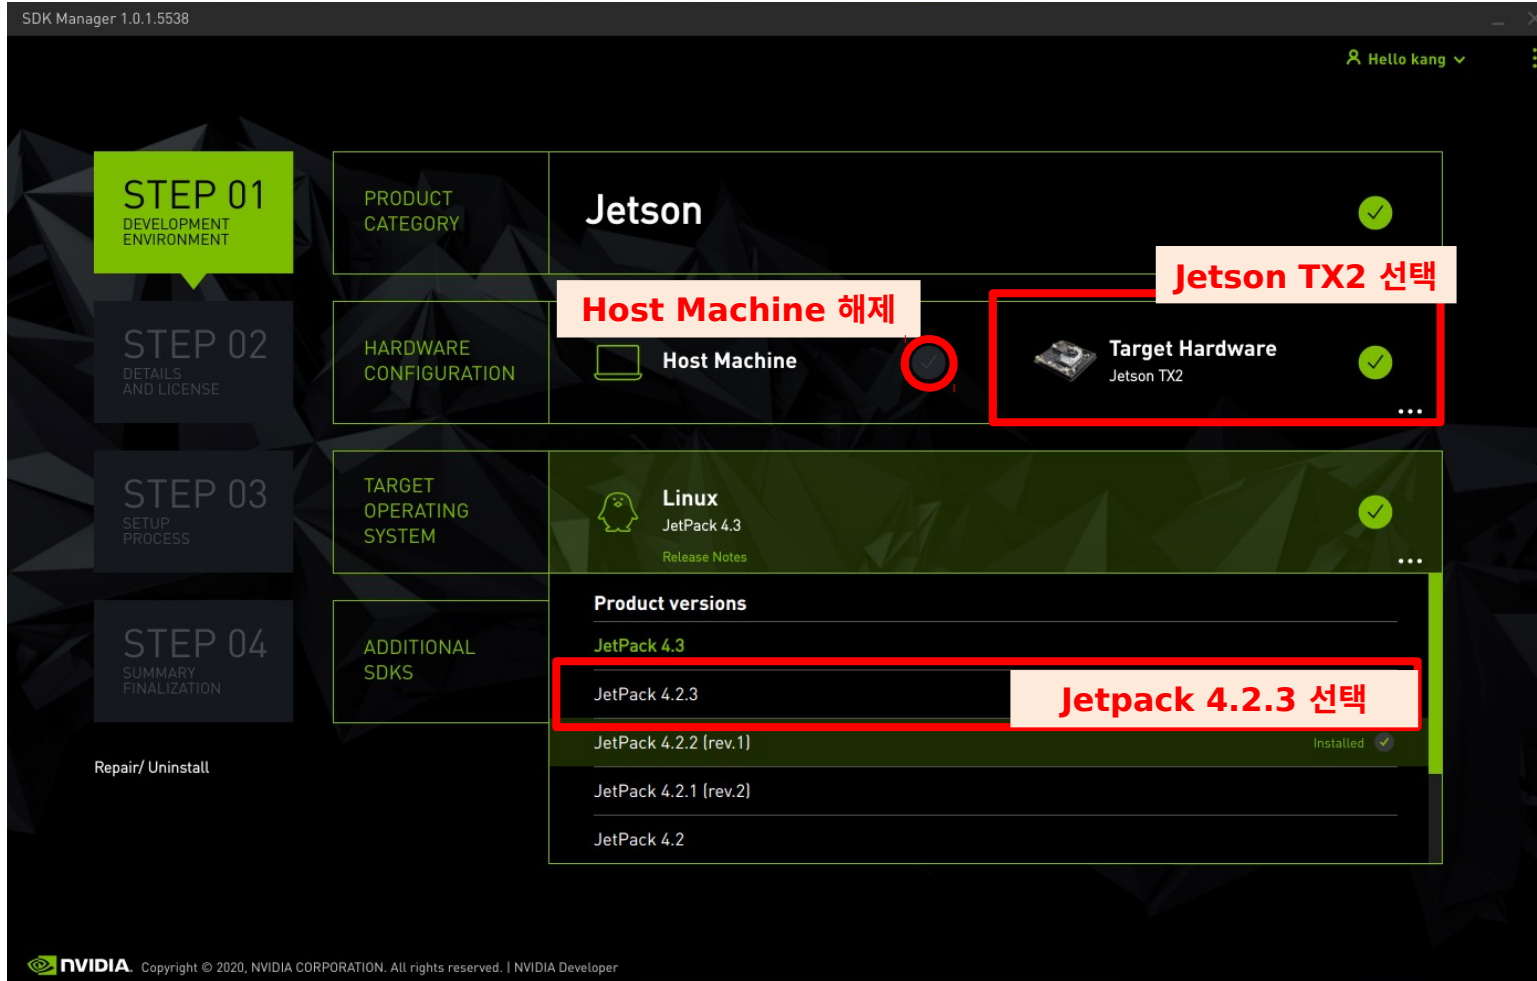 SDK Manager 1.0.1.5538
Hello kang
STEP 01
DEVELOPMENT
ENVIRONMENT
PRODUCT
CATEGORY
Jetson
Jetson TX2 선택
STEP 02
DETAILS
AND LICENSE
HARDWARE
CONFIGURATION
Host Machine 해제
Host Machine
Target Hardware
Jetson TX2
STEP 03
SETUP
PROCESS
TARGET
OPERATING
SYSTEM
Linux
JetPack 4.3
Release Notes
Product versions
JetPack 4.3
JetPack 4.2.3
Jetpack 4.2.3 선택
JetPack 4.2.2 (rev.1)
Installed
JetPack 4.2.1 (rev.2)
JetPack 4.2
STEP 04
SUMMARY
FINALIZATION
ADDITIONAL
SDKS
Repair/ Uninstall
NVIDIA. Copyright © 2020, NVIDIA CORPORATION. All rights reserved. | NVIDIA Developer